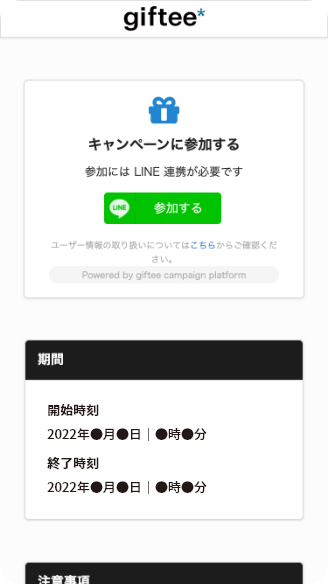 giftee*
キャンペーンに参加する
参加には LINE 連携が必要です
LINE 参加する
ユーザー情報の取り扱いについてはこちらからご確認くだ
さい。
Powered by giftee campaign platform
期間
開始時刻
2022年●月●日｜●時●分
終了時刻
2022年●月●日｜●時●分
注意事項